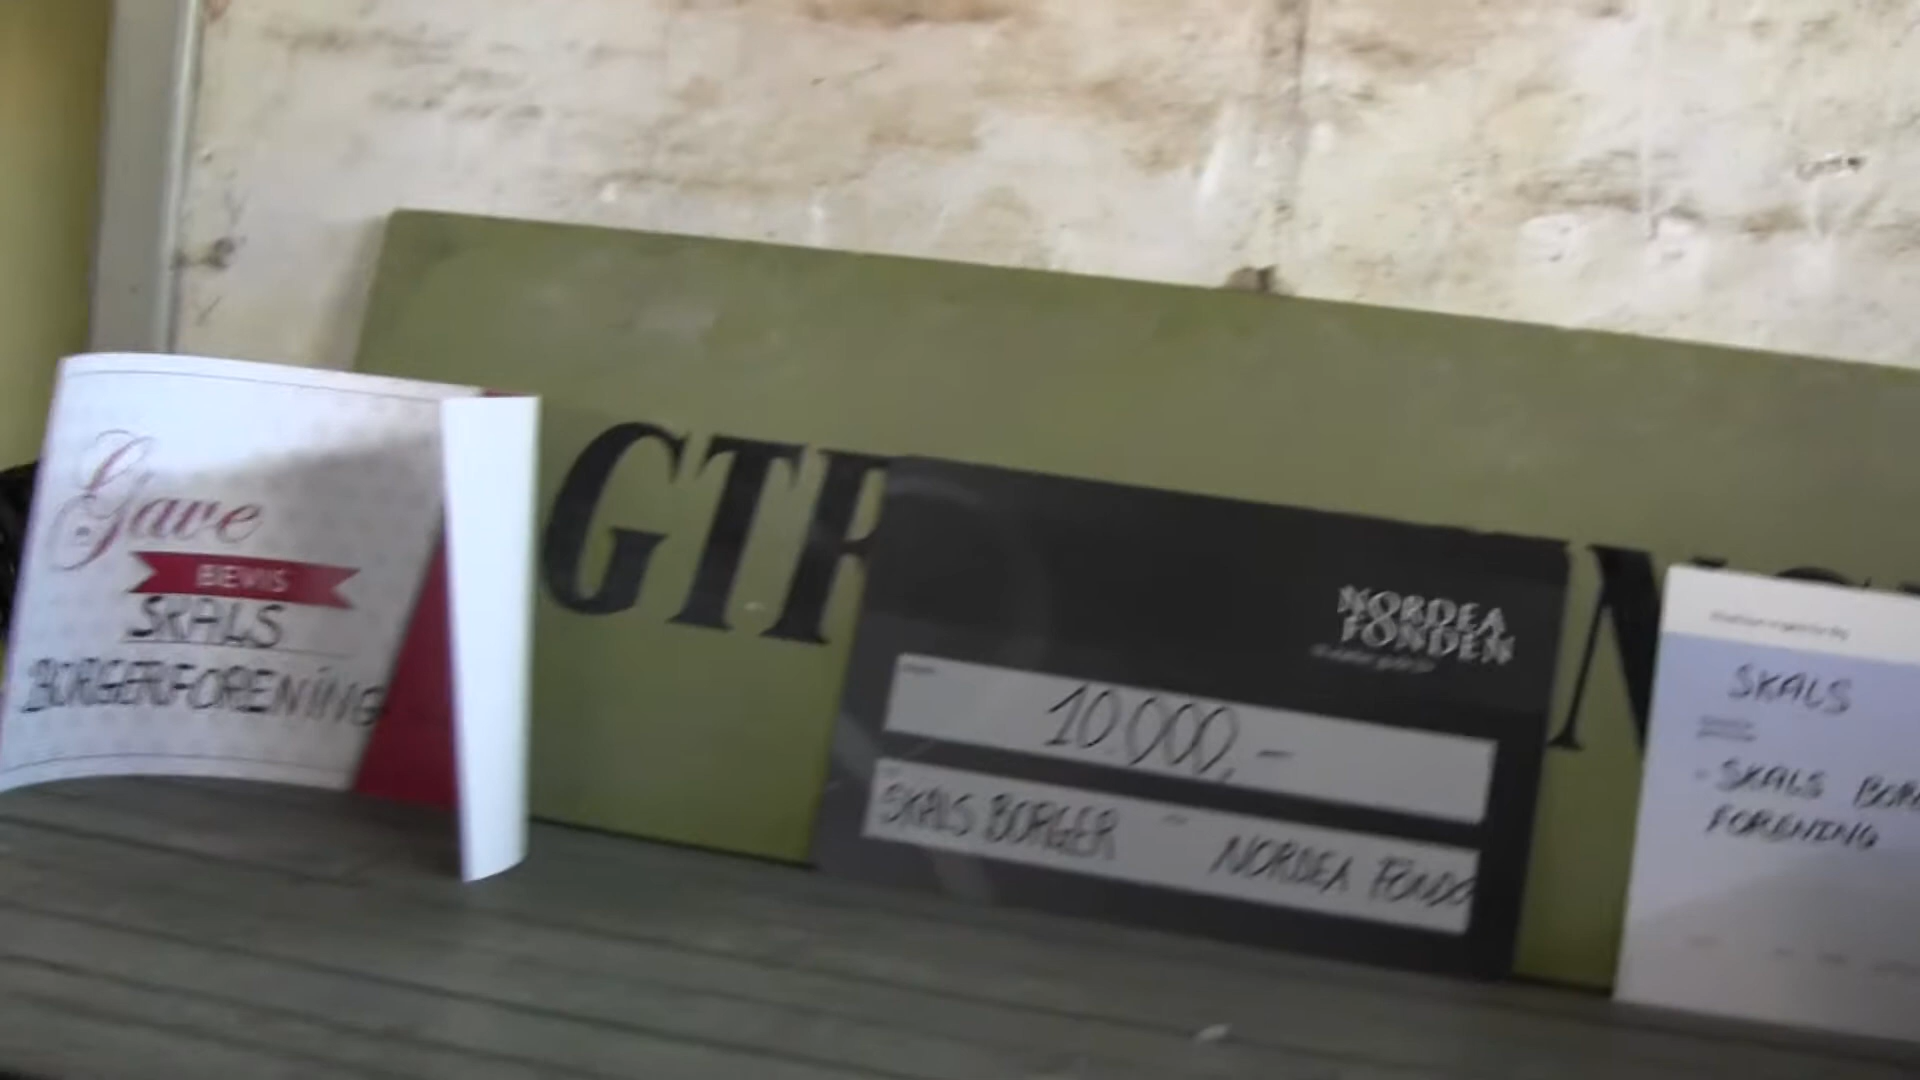 Gave
BEVIS
SKALS
BORGERFORENING
GTF
NORDEA
FONDEN
10.000,-
SKALS BORGER - NORDEA FOND
N
SKALS
SKALS BOR
FORENING